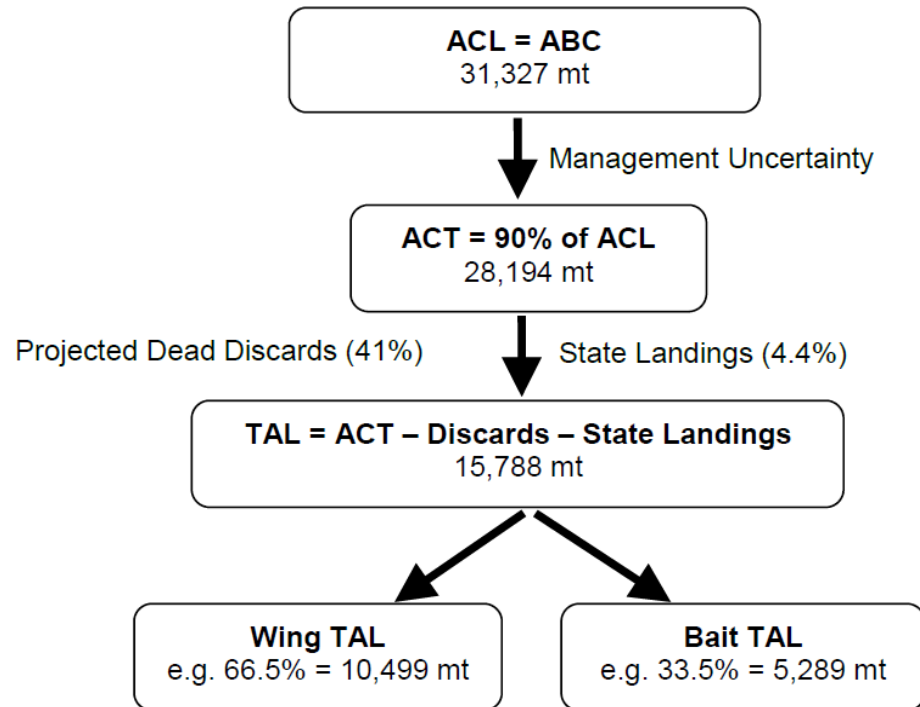 ACL = ABC
31,327 mt
Management Uncertainty
ACT = 90% of ACL
28,194 mt
Projected Dead Discards (41%)
State Landings (4.4%)
TAL = ACT – Discards – State Landings
15,788 mt
Wing TAL
e.g. 66.5% = 10,499 mt
Bait TAL
e.g. 33.5% = 5,289 mt